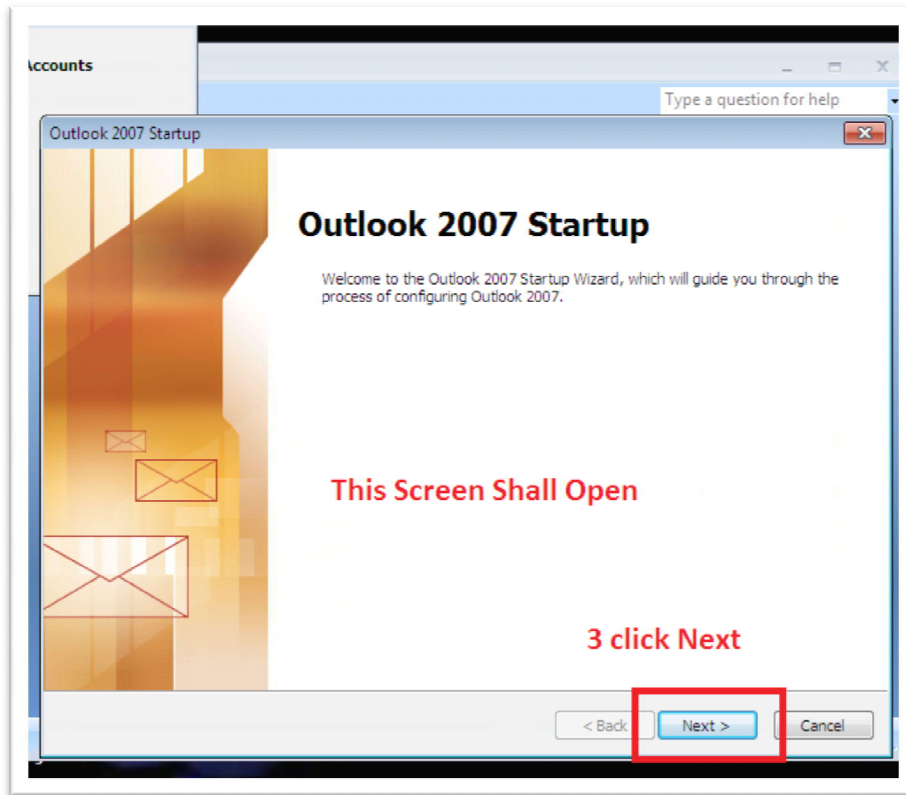 Accounts
Type a question for help
Outlook 2007 Startup
Outlook 2007 Startup
Welcome to the Outlook 2007 Startup Wizard, which will guide you through the
process of configuring Outlook 2007.
This Screen Shall Open
3 click Next
< Back
Next >
Cancel